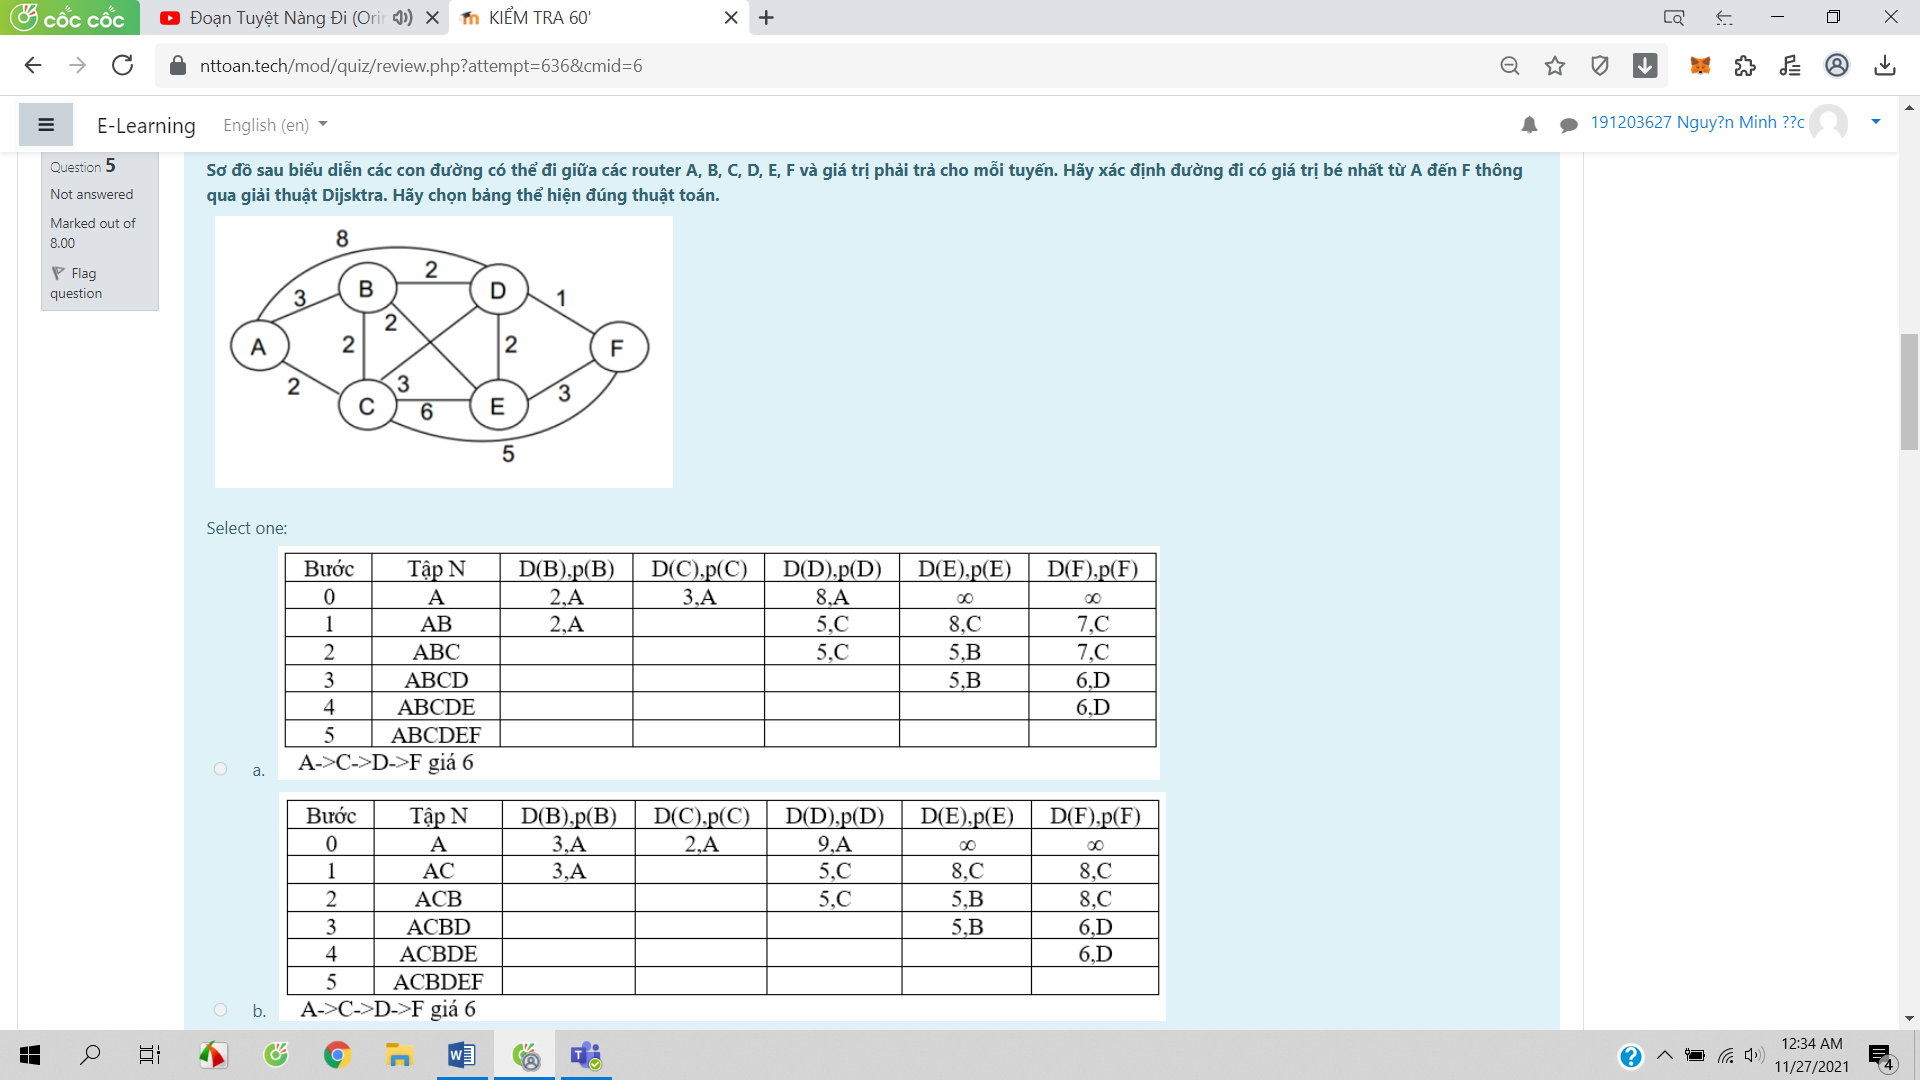 cốc cốc
Đoạn Tuyệt Nàng Đi (Ori
KIỂM TRA 60'
nttoan.tech/mod/quiz/review.php?attempt=636&cmid=6
E-Learning
English (en)
191203627 Nguy?n Minh ??c
Question 5
Not answered
Marked out of
8.00
Flag
question
Sơ đồ sau biểu diễn các con đường có thể đi giữa các router A, B, C, D, E, F và giá trị phải trả cho mỗi tuyến. Hãy xác định đường đi có giá trị bé nhất từ A đến F thông
qua giải thuật Dijsktra. Hãy chọn bảng thể hiện đúng thuật toán.
8
B 2 D
3 1
2
A 2 2 F
2 3
C 6 E 3
5
Select one:
Bước Tập N D(B),p(B) D(C),p(C) D(D),p(D) D(E),p(E) D(F),p(F)
0 A 2,A 3,A 8,A ∞ ∞
1 AB 2,A 5,C 8,C 7,C
2 ABC 5,C 5,B 7,C
3 ABCD 5,B 6,D
4 ABCDE 6,D
5 ABCDEF
A->C->D->F giá 6
a.
Bước Tập N D(B),p(B) D(C),p(C) D(D),p(D) D(E),p(E) D(F),p(F)
0 A 3,A 2,A 9,A ∞ ∞
1 AC 3,A 5,C 8,C 8,C
2 ACB 5,C 5,B 8,C
3 ACBD 5,B 6,D
4 ACBDE 6,D
5 ACBDEF
A->C->D->F giá 6
b.
12:34 AM
11/27/2021
4